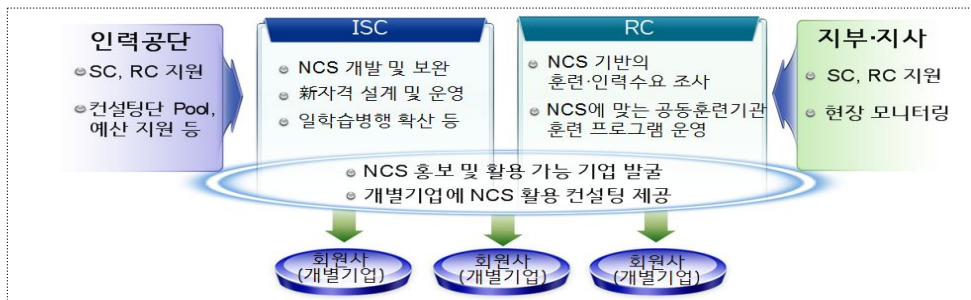 인력공단
SC, RC 지원
컨설팅단 Pool,
예산 지원 등
ISC
NCS 개발 및 보완
新자격 설계 및 운영
일학습병행 확산 등
RC
NCS 기반의
훈련·인력수요 조사
NCS에 맞는 공동훈련기관
훈련 프로그램 운영
지부·지사
SC, RC 지원
현장 모니터링
NCS 홍보 및 활용 가능 기업 발굴
개별기업에 NCS 활용 컨설팅 제공
회원사
(개별기업)
회원사
(개별기업)
회원사
(개별기업)